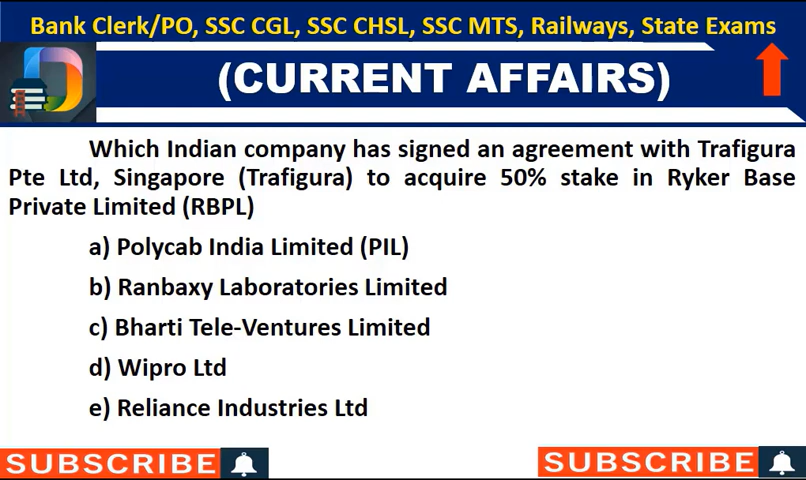 Bank Clerk/PO, SSC CGL, SSC CHSL, SSC MTS, Railways, State Exams
(CURRENT AFFAIRS)
Which Indian company has signed an agreement with Trafigura
Pte Ltd, Singapore (Trafigura) to acquire 50% stake in Ryker Base
Private Limited (RBPL)
a) Polycab India Limited (PIL)
b) Ranbaxy Laboratories Limited
c) Bharti Tele-Ventures Limited
d) Wipro Ltd
e) Reliance Industries Ltd
SUBSCRIBE
SUBSCRIBE